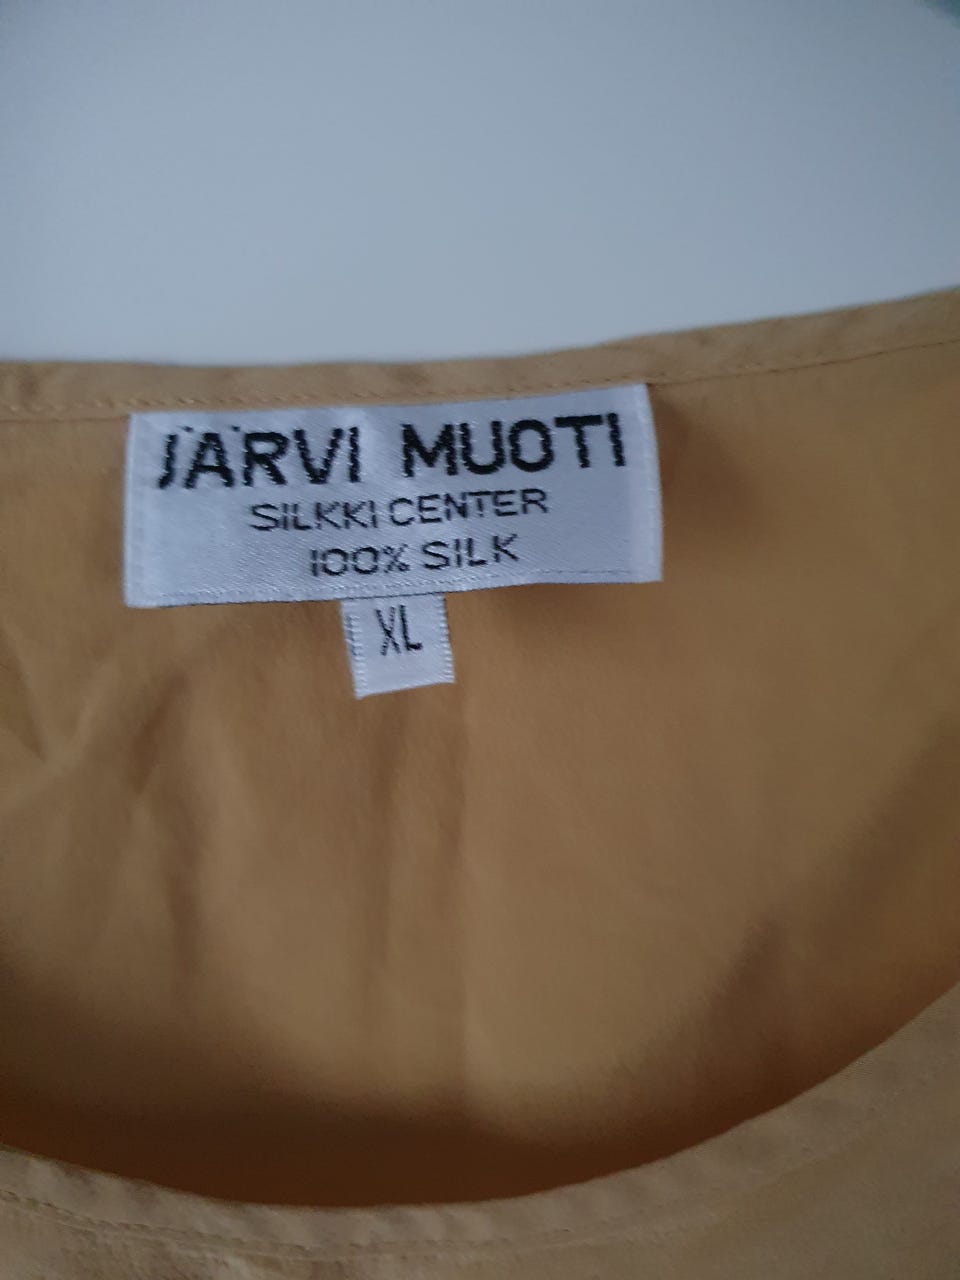 JÄRVI MUOTI
SILKKI CENTER
100% SILK
XL